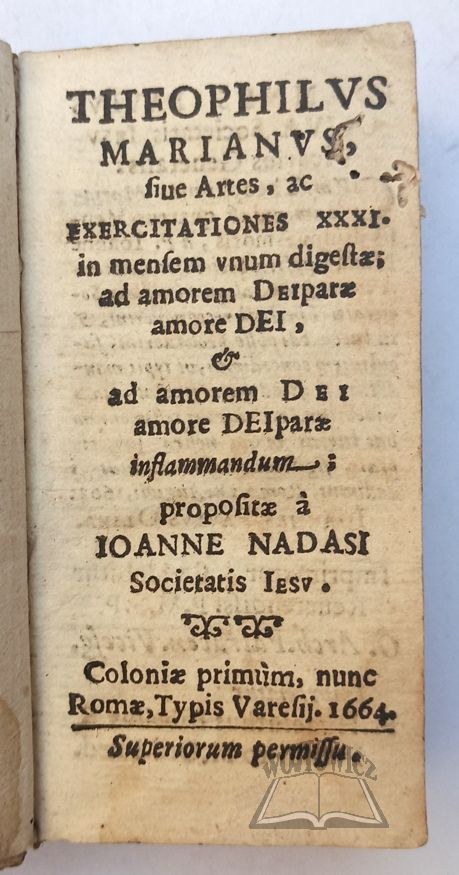 THEOPHILVS
MARIANVS,
ſiue Artes, ac
EXERCITATIONES XXXI.
in menſem vnum digeſtæ;
ad amorem DEIparæ
amore DEI,
&
ad amorem DEI
amore DEIparæ
inflammandum;
propoſitæ à
IOANNE NADASI
Societatis IESV.
Coloniæ primùm, nunc
Romæ, Typis Vareſij. 1664.
Superiorum permiſſu.
wójtowicz